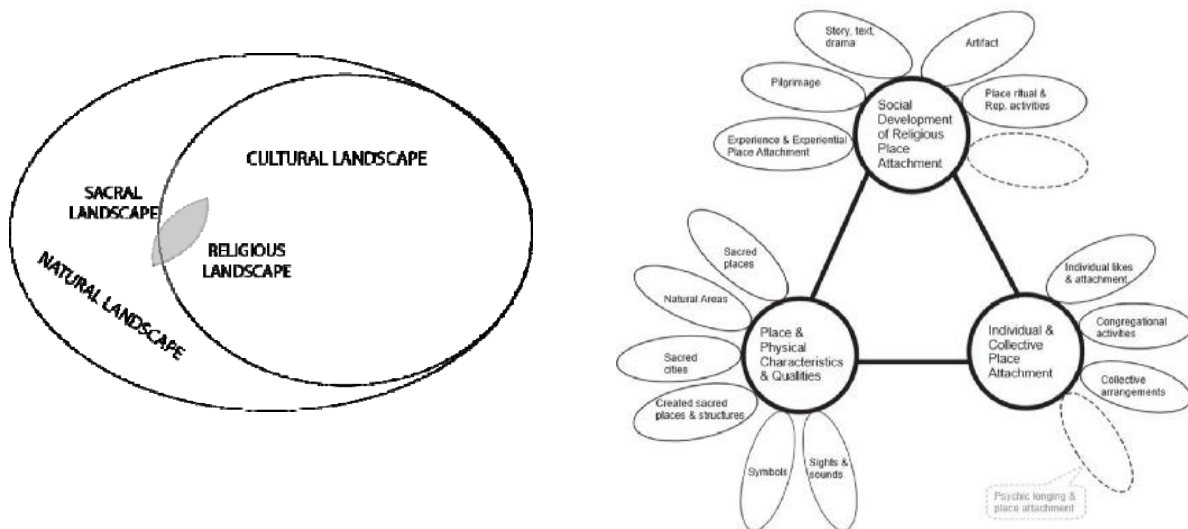 CULTURAL LANDSCAPE
SACRAL
LANDSCAPE
RELIGIOUS
LANDSCAPE
NATURAL LANDSCAPE
Story, text,
drama
Artifact
Pilgrimage
Place ritual &
Rep. activities
Experience & Experiential
Place Attachment
Social
Development
of Religious
Place
Attachment
Sacred
places
Natural Areas
Sacred
cities
Created sacred
places & structures
Symbols
Sights &
sounds
Place &
Physical
Characteristics
& Qualities
Individual &
Collective
Place
Attachment
Individual likes
& attachment
Congregational
activities
Collective
arrangements
Psychic longing &
place attachment